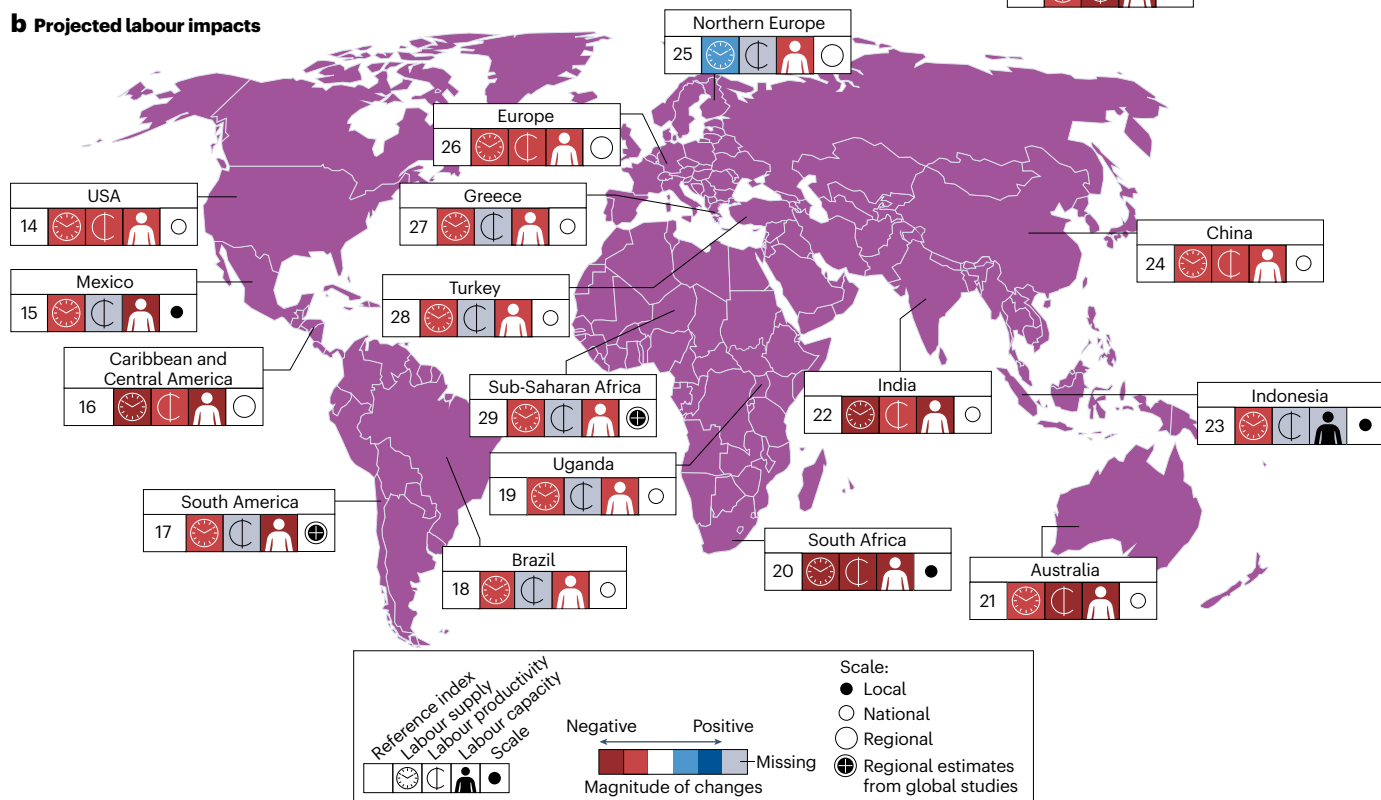 b Projected labour impacts
Northern Europe
25
Europe
26
USA
14
Greece
27
China
24
Mexico
15
Turkey
28
Caribbean and
Central America
16
Sub-Saharan Africa
29
India
22
Indonesia
23
Uganda
19
South America
17
South Africa
20
Brazil
18
Australia
21
Reference index
Labour supply
Labour productivity
Labour capacity
Scale
Negative
Positive
Missing
Magnitude of changes
Scale:
Local
National
Regional
Regional estimates
from global studies